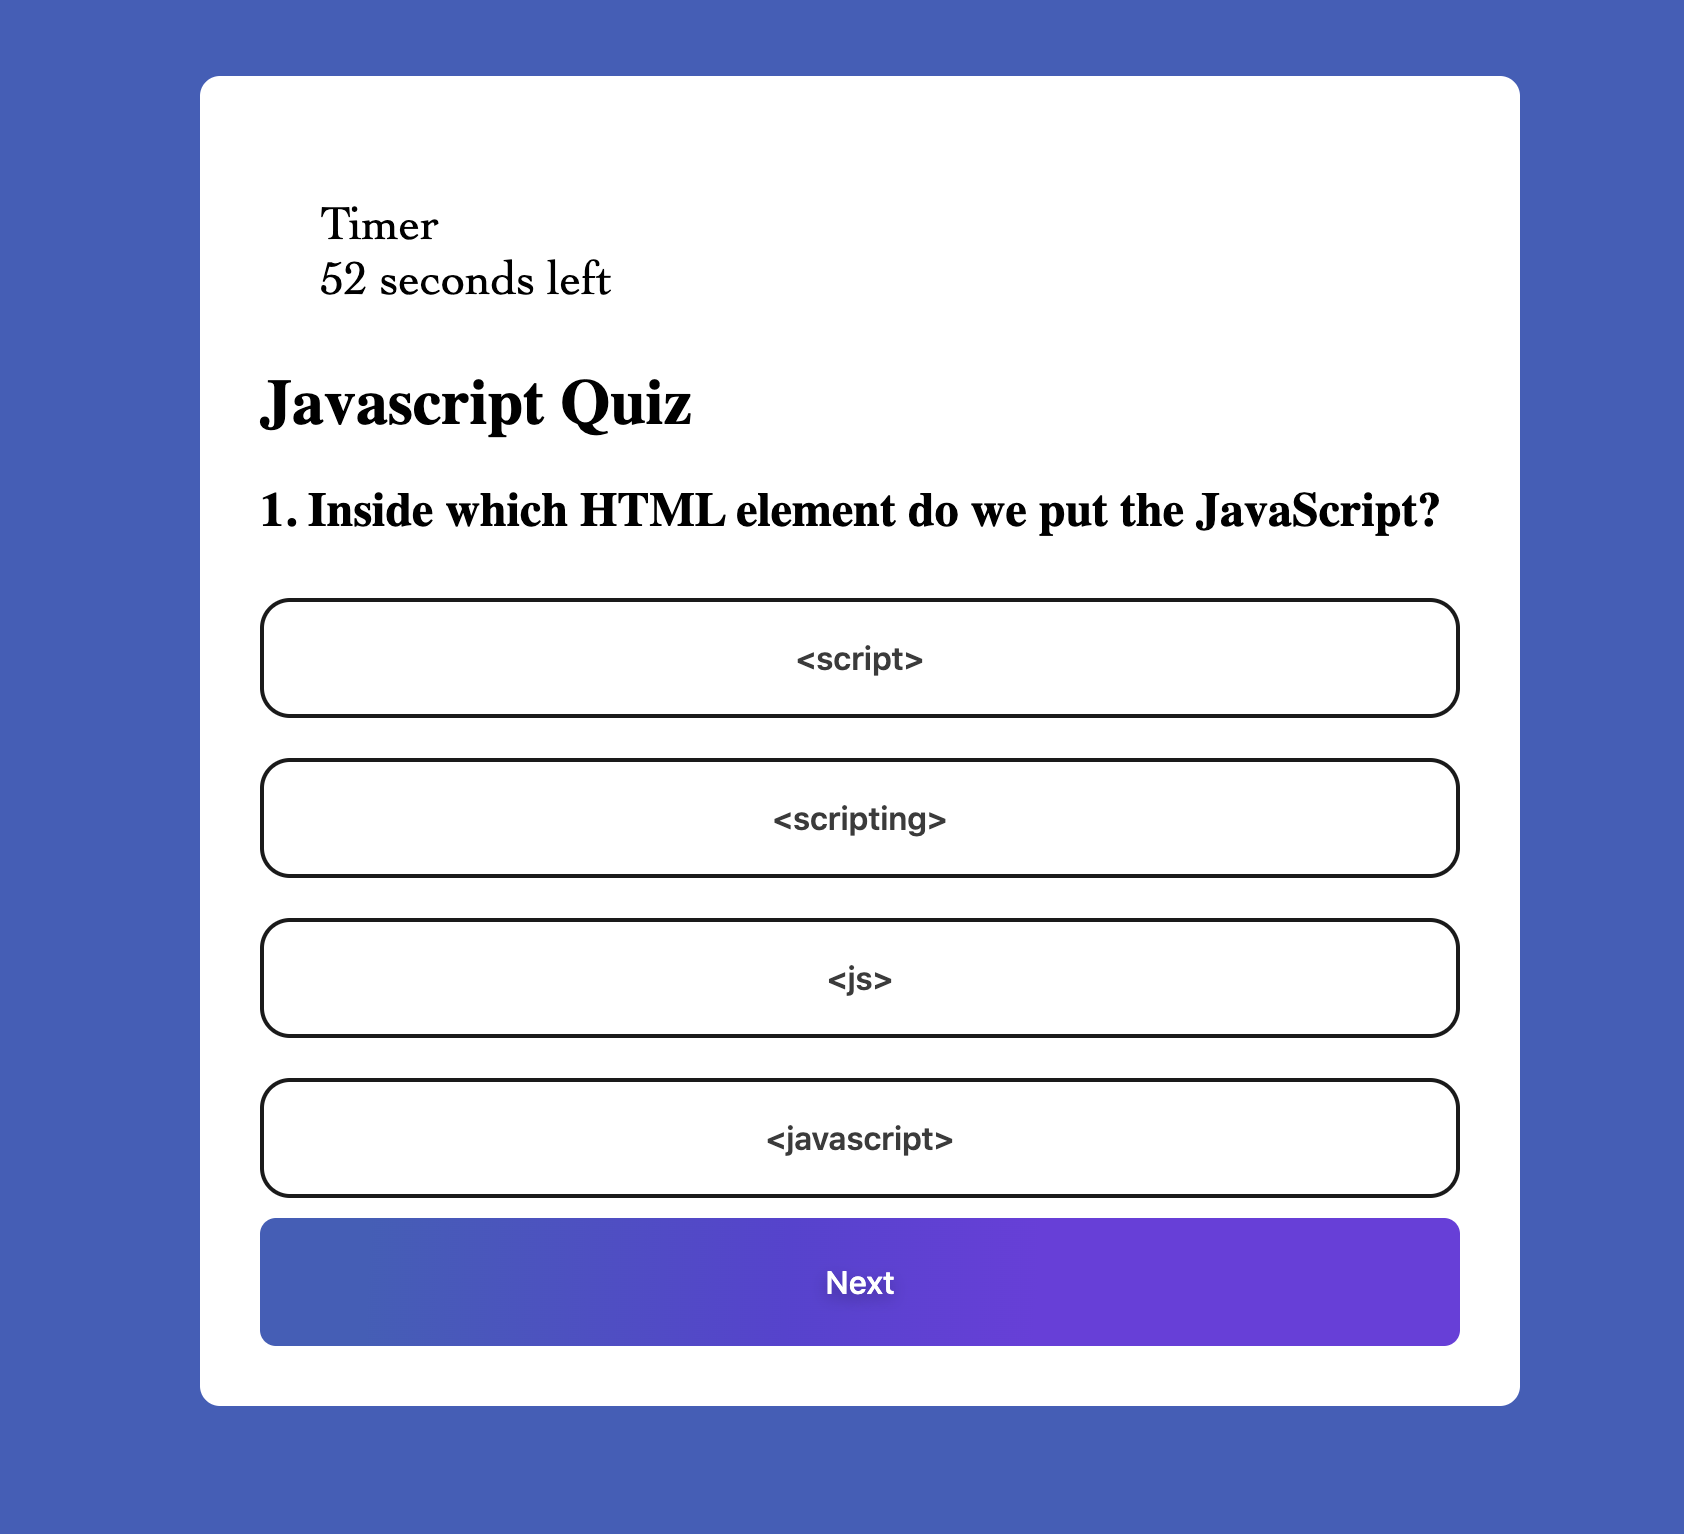 Timer
52 seconds left
Javascript Quiz
1. Inside which HTML element do we put the JavaScript?
<script>
<scripting>
<js>
<javascript>
Next